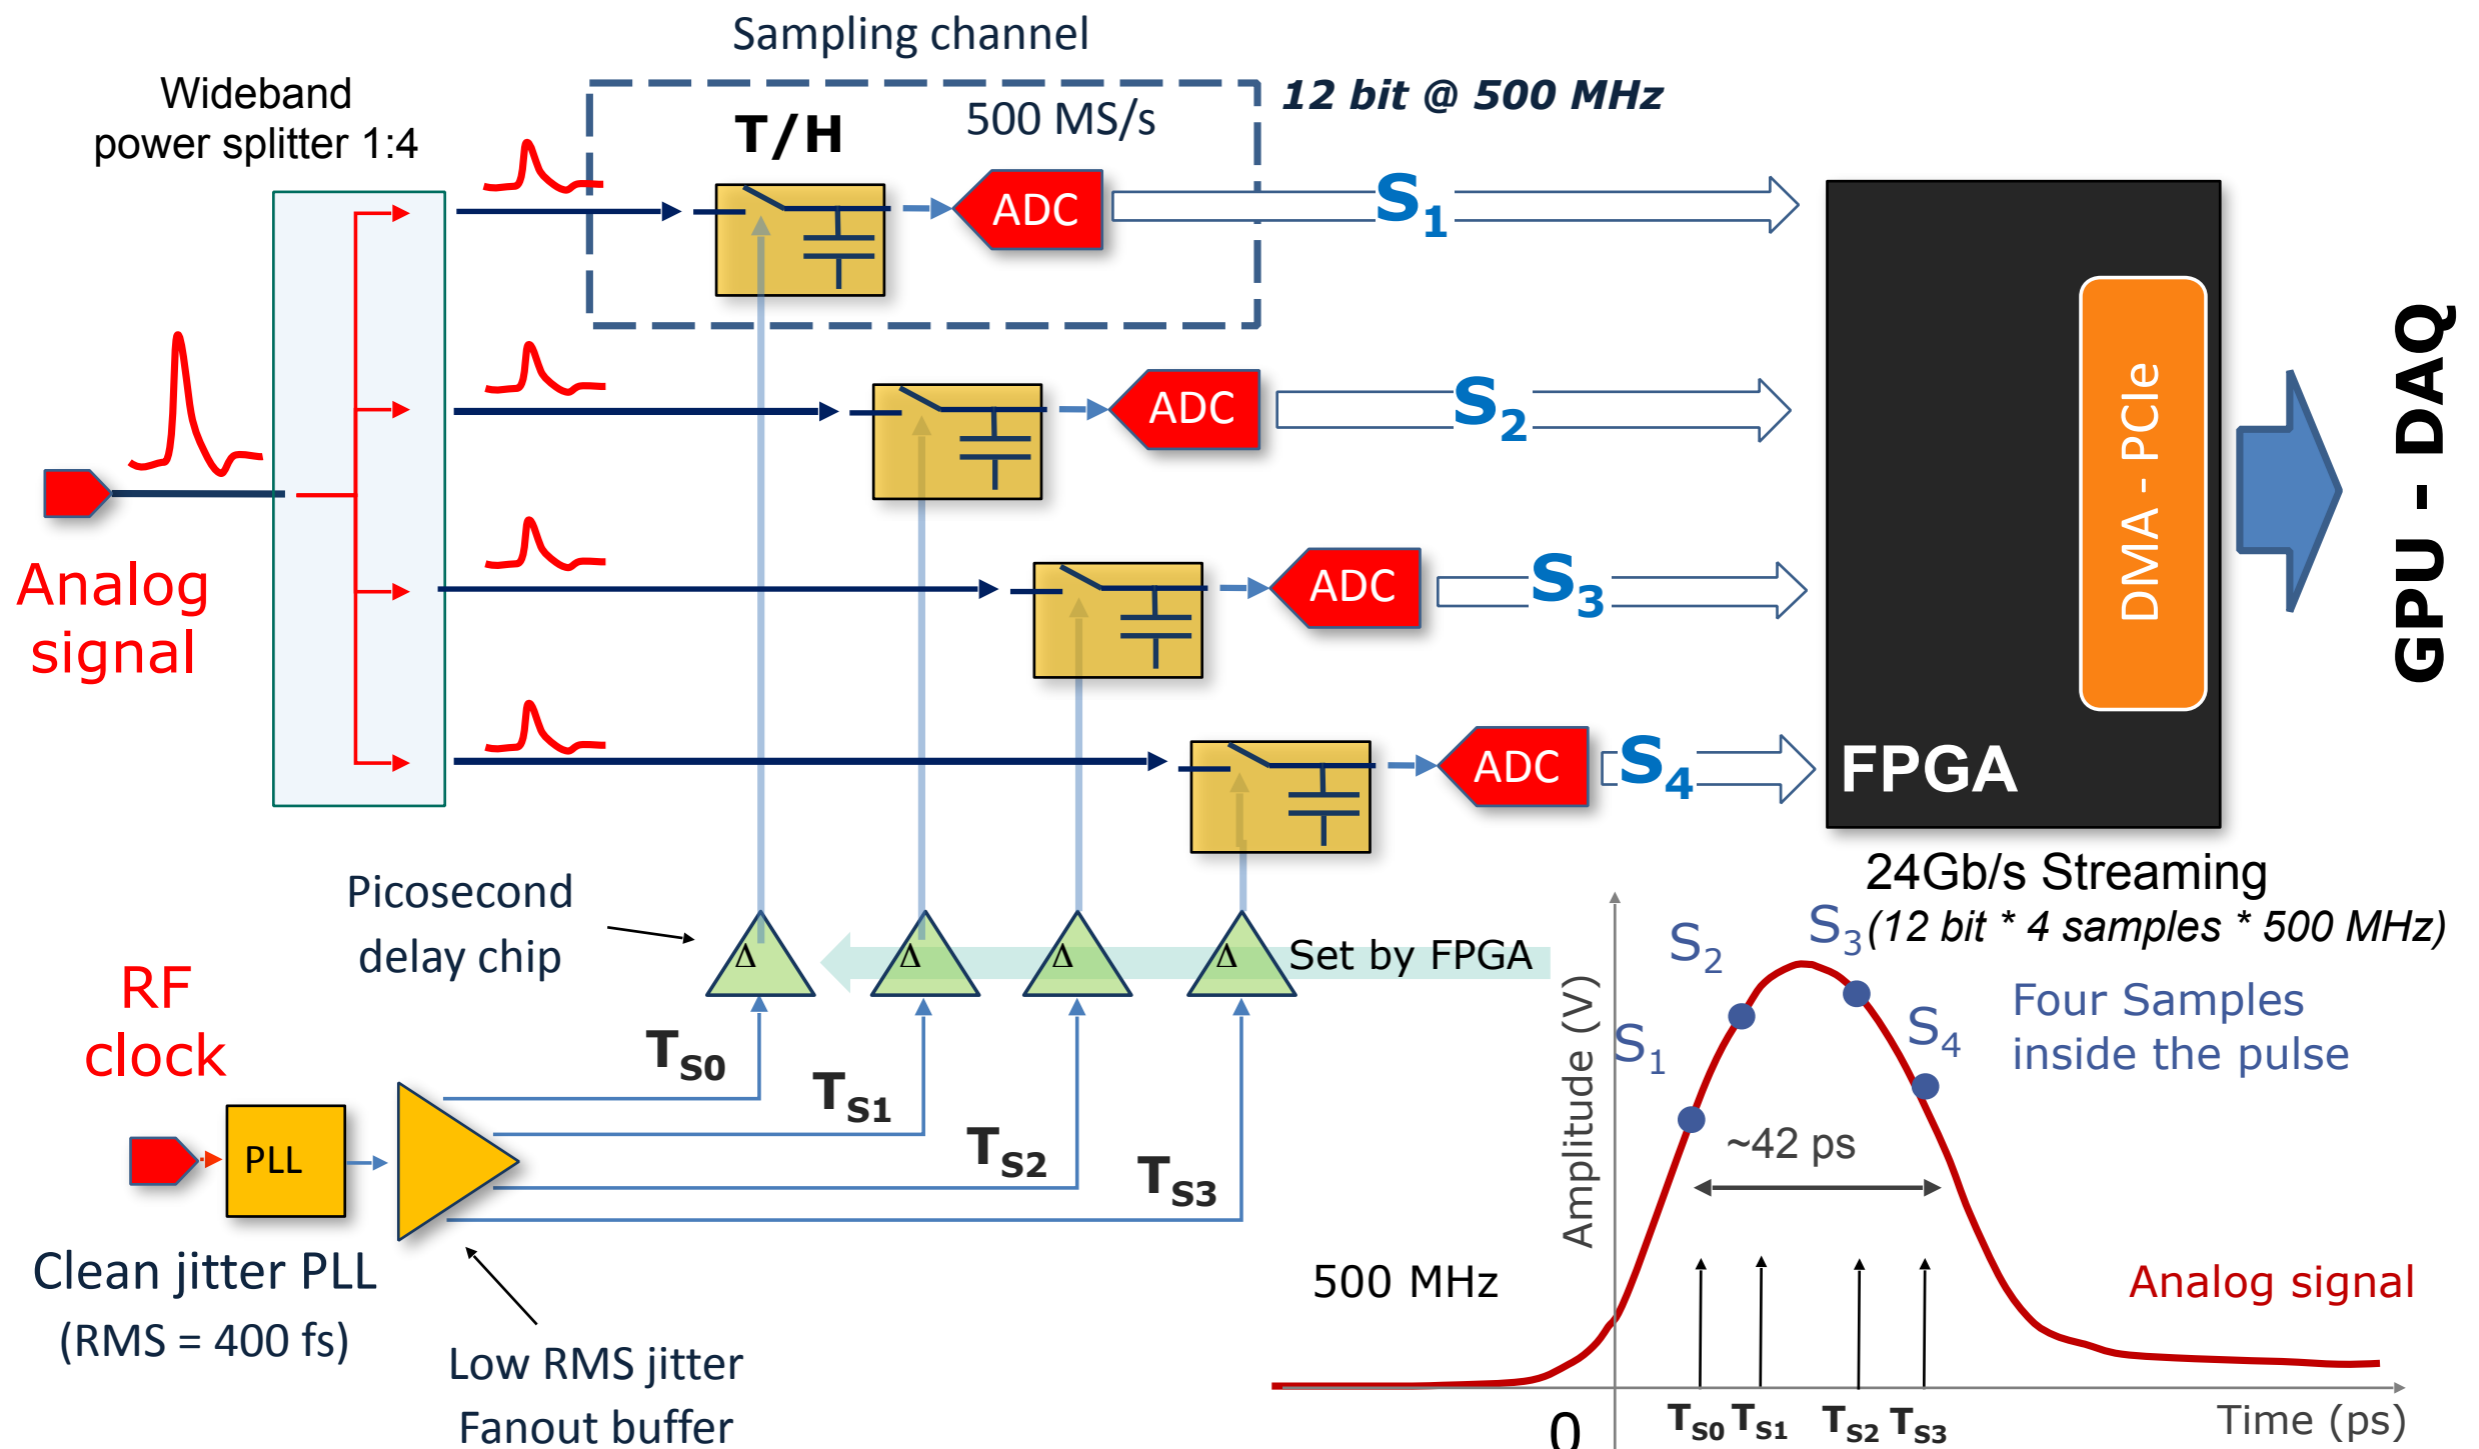 Sampling channel
Wideband
power splitter 1:4
12 bit @ 500 MHz
T/H
500 MS/s
ADC
S1
ADC
S2
ADC
S3
ADC
S4
Analog
signal
DMA - PCIe
FPGA
GPU - DAQ
24Gb/s Streaming
(12 bit * 4 samples * 500 MHz)
Picosecond
delay chip
Δ
Δ
Δ
Δ
Set by FPGA
RF
clock
PLL
TS0
TS1
TS2
TS3
Clean jitter PLL
(RMS = 400 fs)
Low RMS jitter
Fanout buffer
500 MHz
Amplitude (V)
S1
S2
S3
S4
Four Samples
inside the pulse
~42 ps
Analog signal
0
TS0 TS1 TS2 TS3
Time (ps)